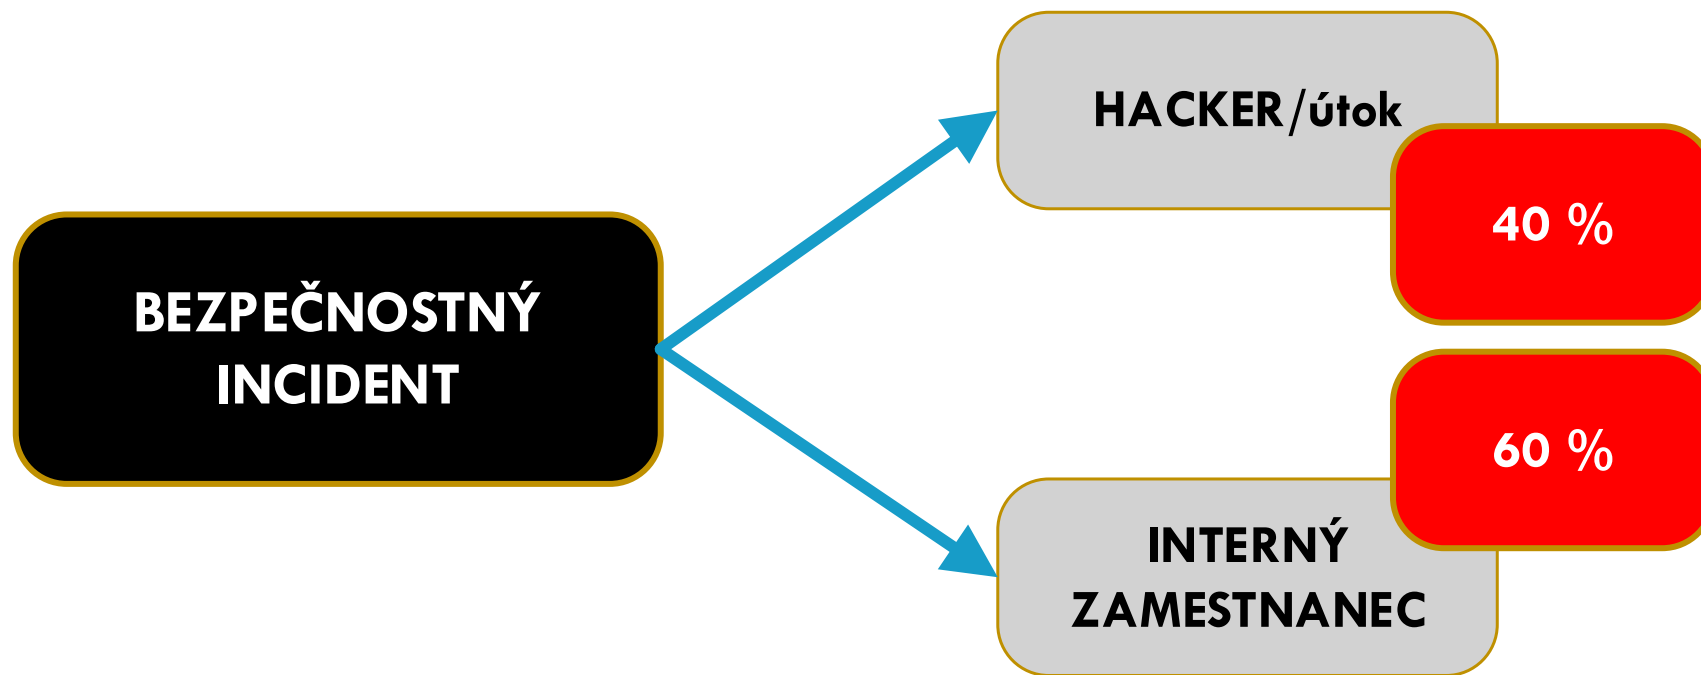 BEZPEČNOSTNÝ
INCIDENT
HACKER/útok
40 %
60 %
INTERNÝ
ZAMESTNANEC